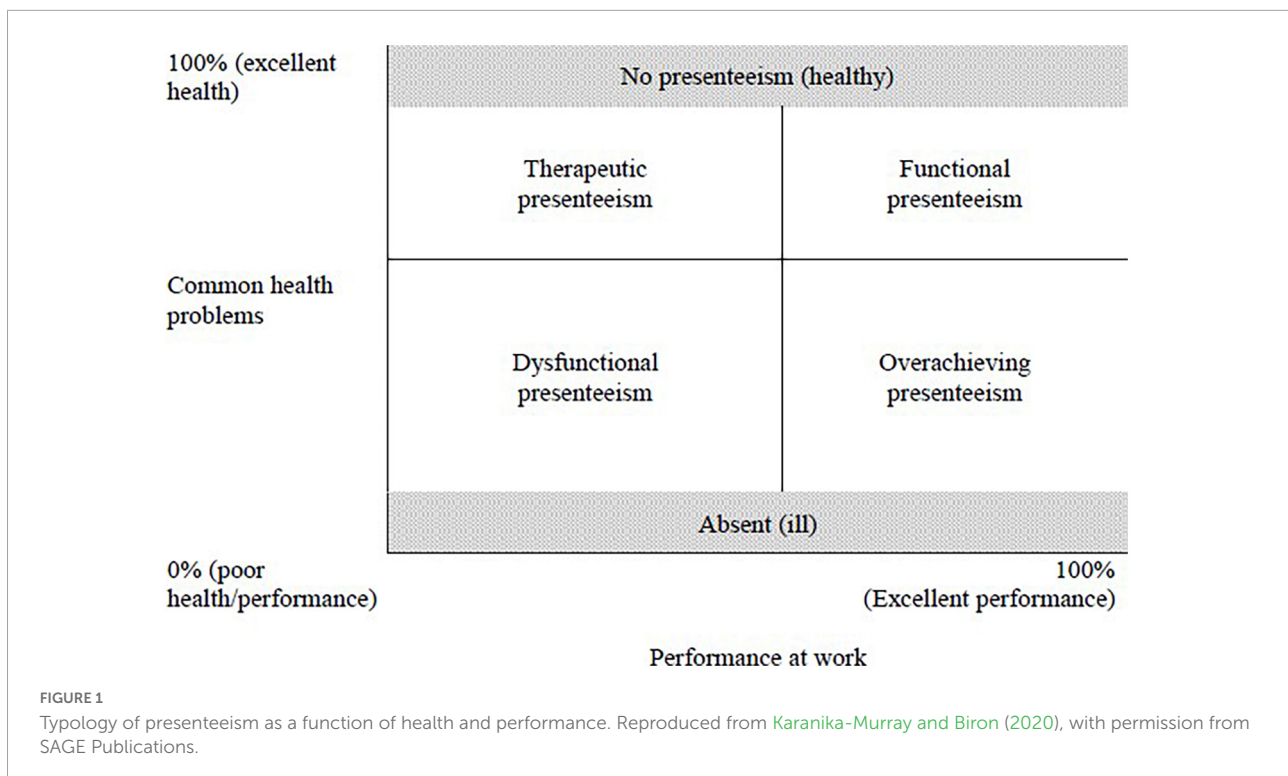 100% (excellent
health)
No presenteeism (healthy)
Therapeutic
presenteeism
Functional
presenteeism
Common health
problems
Dysfunctional
presenteeism
Overachieving
presenteeism
Absent (ill)
0% (poor
health/performance)
100%
(Excellent performance)
Performance at work
FIGURE 1
Typology of presenteeism as a function of health and performance. Reproduced from Karanika-Murray and Biron (2020), with permission from
SAGE Publications.